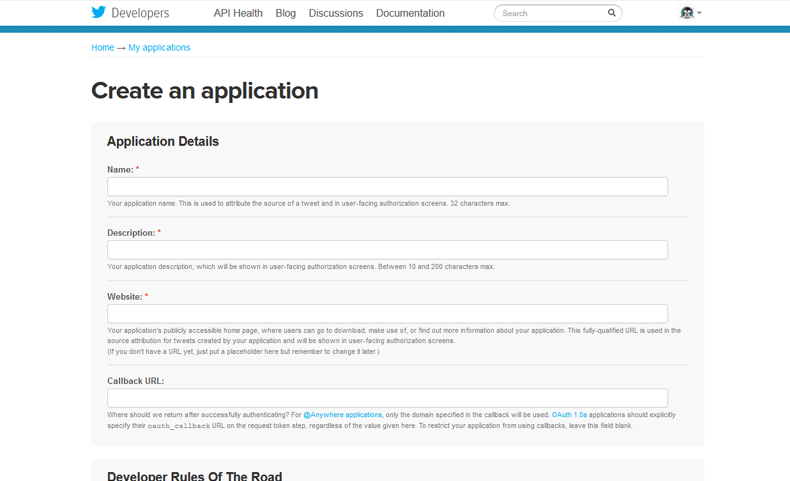 Developers API Health Blog Discussions Documentation Search
Home → My applications
Create an application
Application Details
Name: *
Your application name. This is used to attribute the source of a tweet and in user-facing authorization screens. 32 characters max.
Description: *
Your application description, which will be shown in user-facing authorization screens. Between 10 and 200 characters max.
Website: *
Your application's publicly accessible home page, where users can go to download, make use of, or find out more information about your application. This fully-qualified URL is used in the
source attribution for tweets created by your application and will be shown in user-facing authorization screens.
(If you don't have a URL yet, just put a placeholder here but remember to change it later.)
Callback URL:
Where should we return after successfully authenticating? For @Anywhere applications, only the domain specified in the callback will be used. OAuth 1.0a applications should explicitly
specify their oauth_callback URL on the request token step, regardless of the value given here. To restrict your application from using callbacks, leave this field blank.
Developer Rules Of The Road